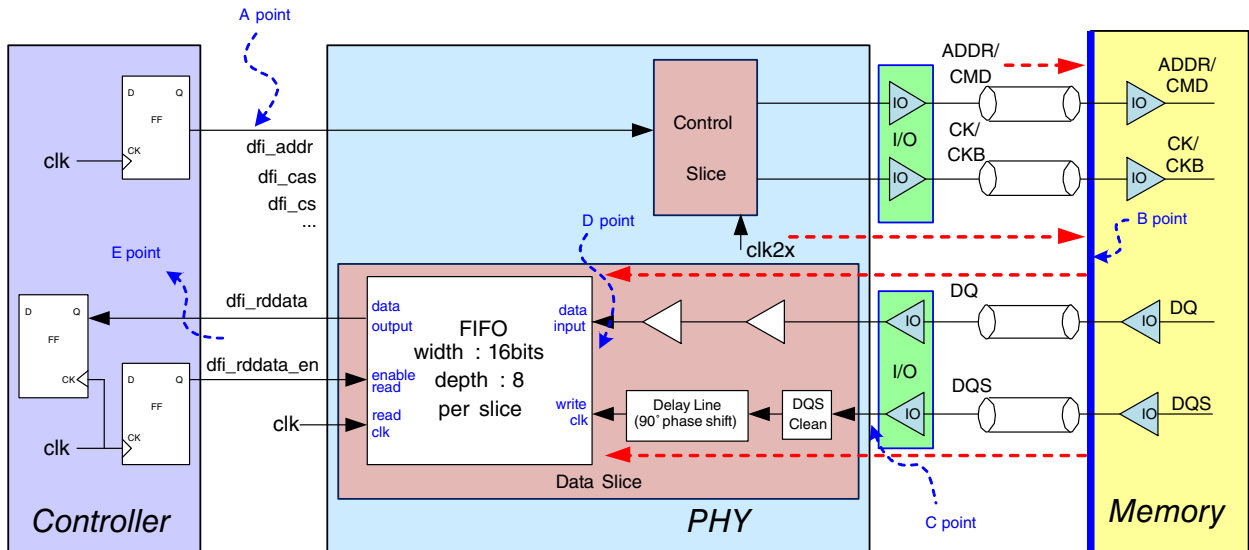 A point
D
Q
FF
CK
clk
dfi_addr
dfi_cas
dfi_cs
...
Control
Slice
clk2x
ADDR/
CMD
CK/
CKB
IO
I/O
IO
IO
IO
ADDR/
CMD
CK/
CKB
B point
D point
E point
dfi_rddata
dfi_rddata_en
clk
D
Q
FF
CK
D
Q
FF
CK
clk
data
output
enable
read
read
clk
FIFO
width : 16bits
depth : 8
per slice
data
input
write
clk
Delay Line
(90° phase shift)
DQS
Clean
Data Slice
IO
I/O
IO
DQ
DQS
IO
DQ
IO
DQS
C point
Controller
PHY
Memory